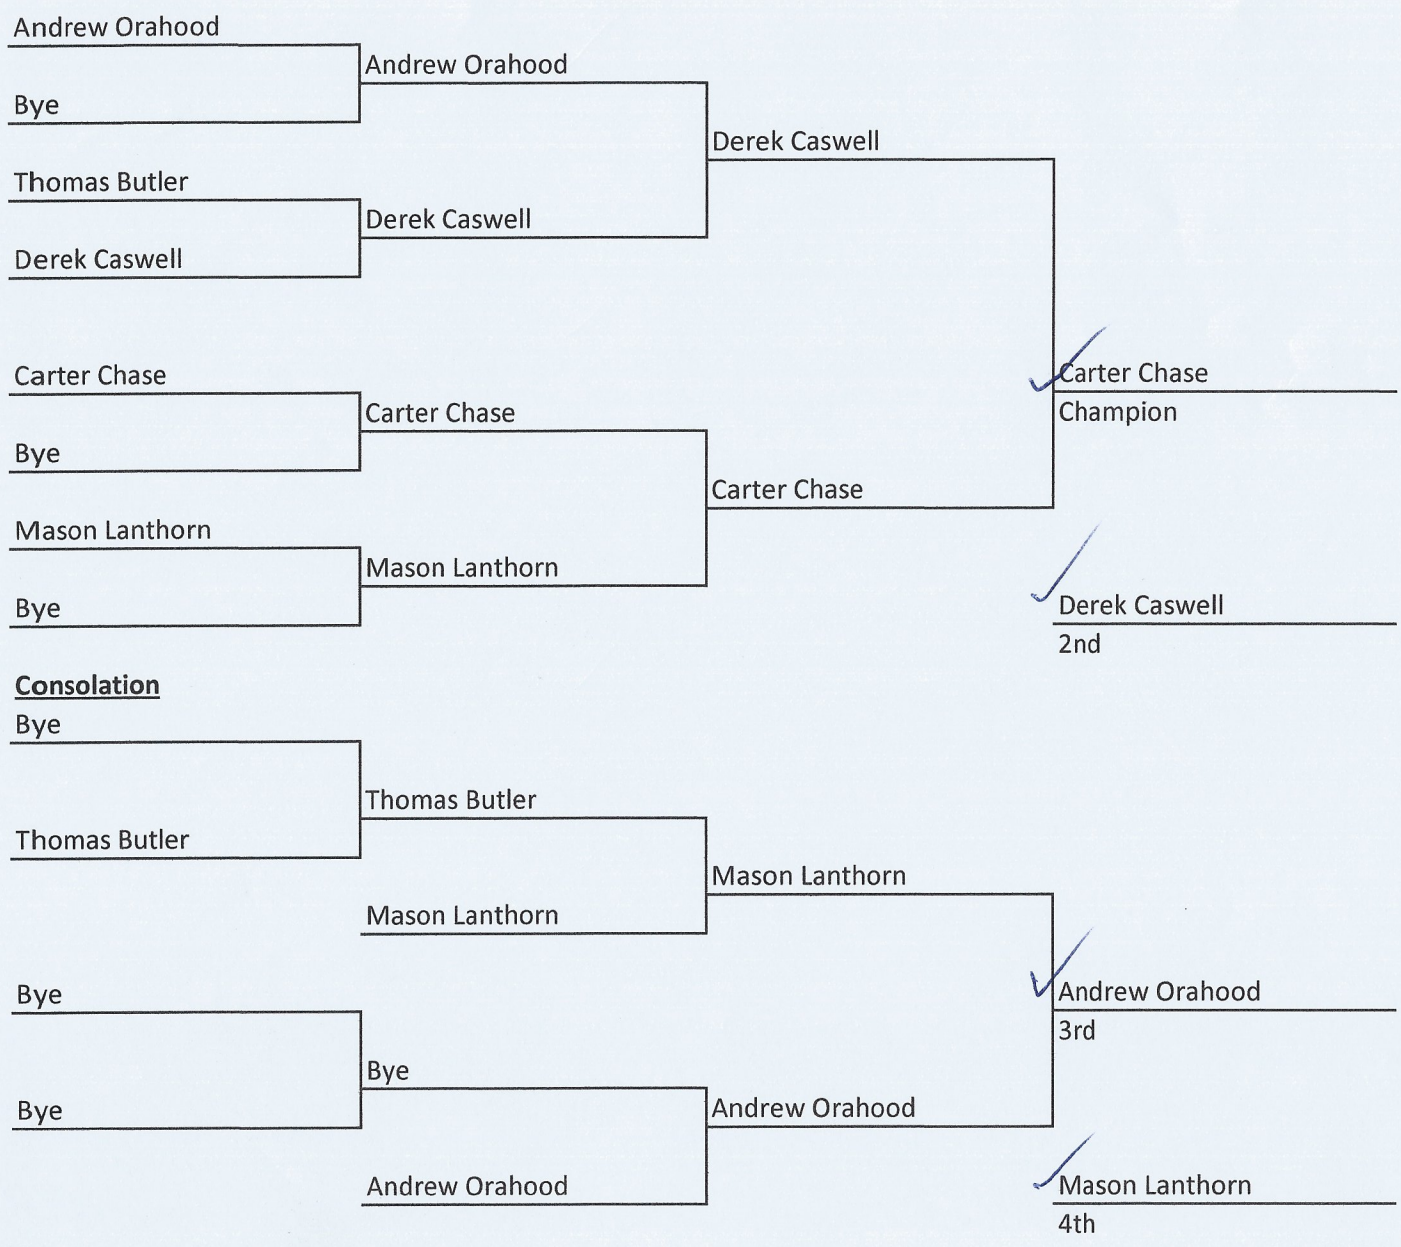 Andrew Orahood
Andrew Orahood
Bye
Derek Caswell
Thomas Butler
Derek Caswell
Derek Caswell
Carter Chase
Carter Chase
Champion
Carter Chase
Bye
Carter Chase
Mason Lanthorn
Mason Lanthorn
Bye
Derek Caswell
2nd
Consolation
Bye
Thomas Butler
Thomas Butler
Mason Lanthorn
Mason Lanthorn
Bye
Andrew Orahood
3rd
Bye
Bye
Andrew Orahood
Andrew Orahood
Mason Lanthorn
4th